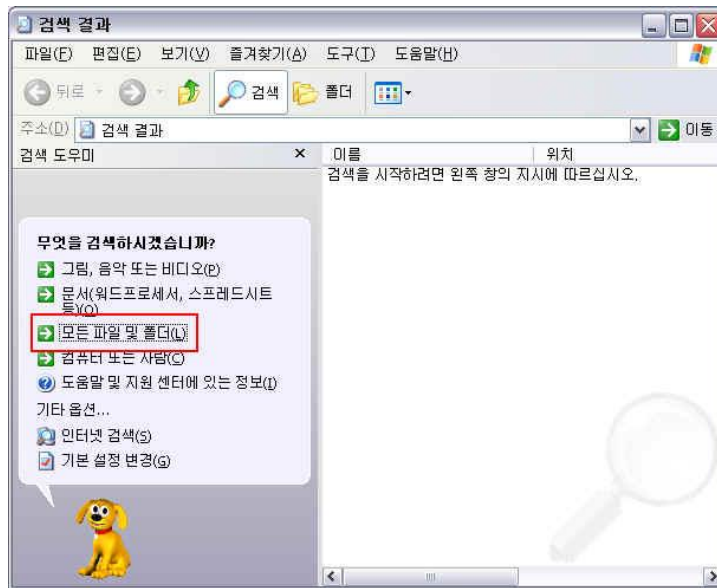 검색 결과
파일(F) 편집(E) 보기(V) 즐겨찾기(A) 도구(T) 도움말(H)
뒤로 검색 폴더
주소(D) 검색 결과 이동
검색 도우미 x 이름 위치
검색을 시작하려면 왼쪽 창의 지시에 따르십시오.
무엇을 검색하시겠습니까?
그림, 음악 또는 비디오(P)
문서(워드프로세서, 스프레드시트
등)(O)
모든 파일 및 폴더(L)
컴퓨터 또는 사람(C)
도움말 및 지원 센터에 있는 정보(I)
기타 옵션...
인터넷 검색(S)
기본 설정 변경(G)